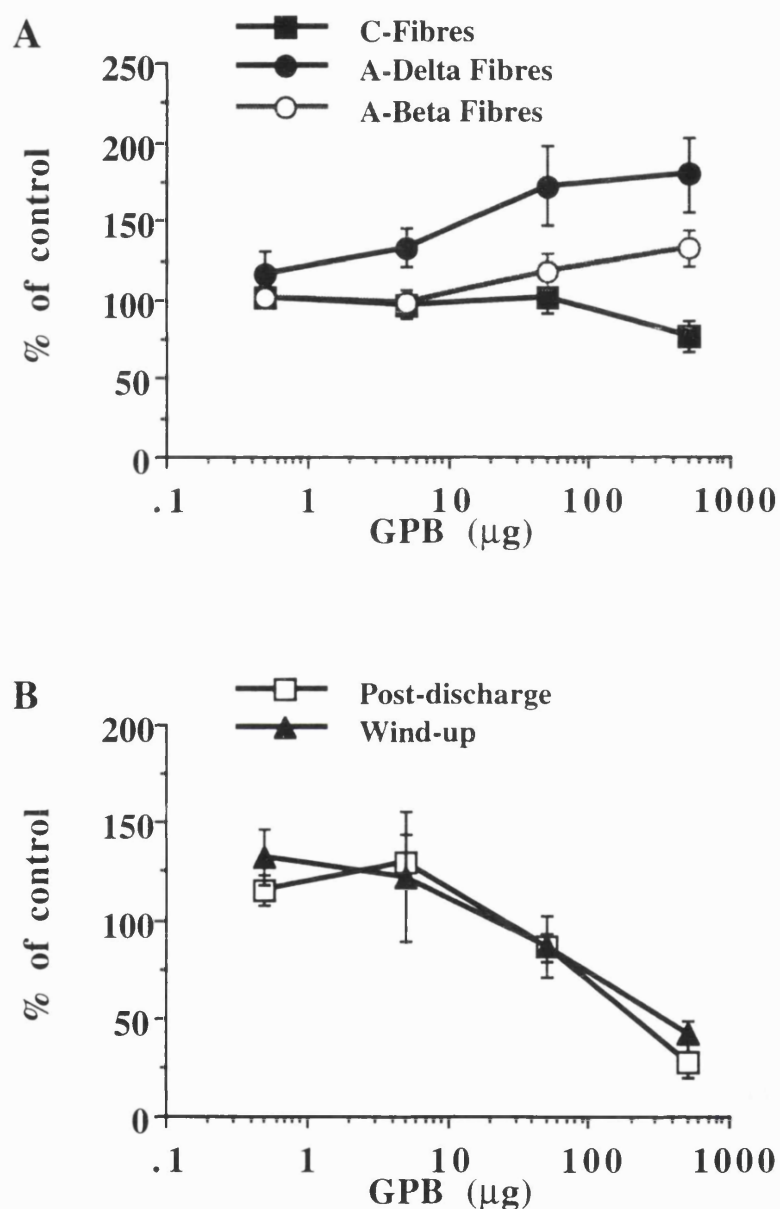 A
C-Fibres
A-Delta Fibres
A-Beta Fibres
250
200
150
100
50
0
% of control
.1 1 10 100 1000
GPB (μg)
B
Post-discharge
Wind-up
200
150
100
50
0
% of control
.1 1 10 100 1000
GPB (μg)